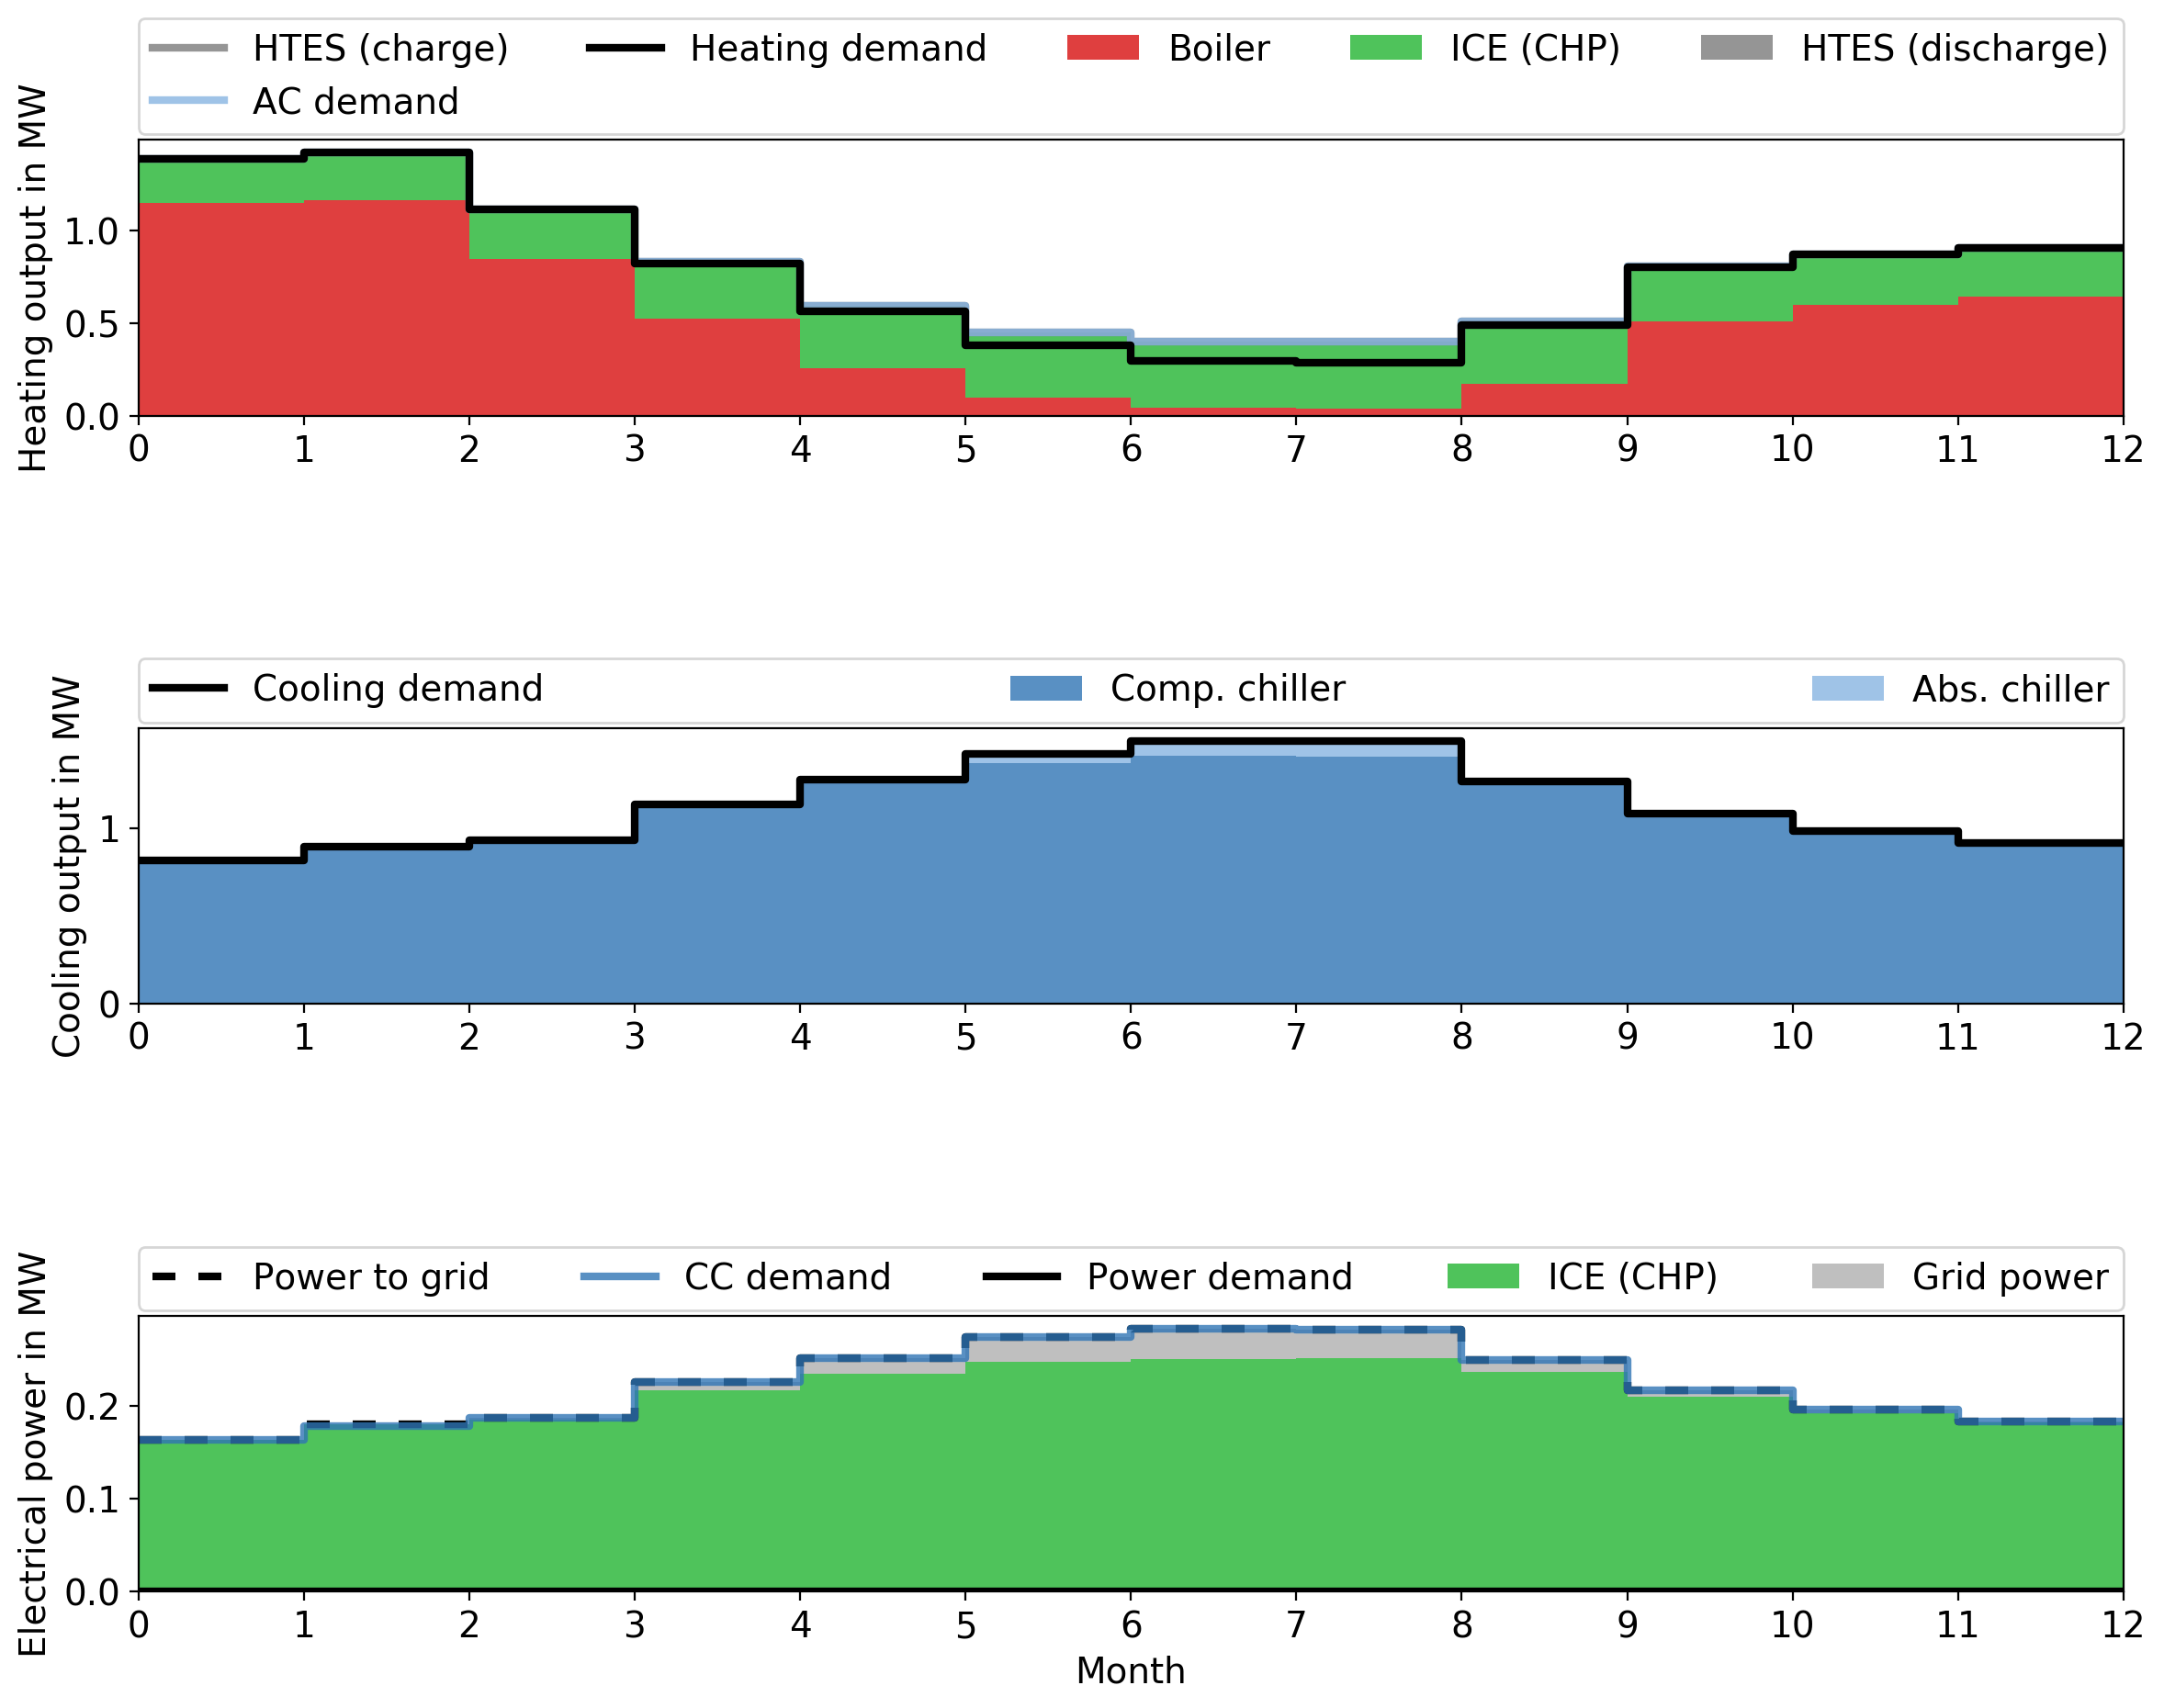 HTES (charge) Heating demand Boiler ICE (CHP) HTES (discharge)
AC demand
Heating output in MW
1.0
0.5
0.0
0 1 2 3 4 5 6 7 8 9 10 11 12
Cooling demand Comp. chiller Abs. chiller
Cooling output in MW
1
0
0 1 2 3 4 5 6 7 8 9 10 11 12
Power to grid CC demand Power demand ICE (CHP) Grid power
Electrical power in MW
0.2
0.1
0.0
0 1 2 3 4 5 6 7 8 9 10 11 12
Month